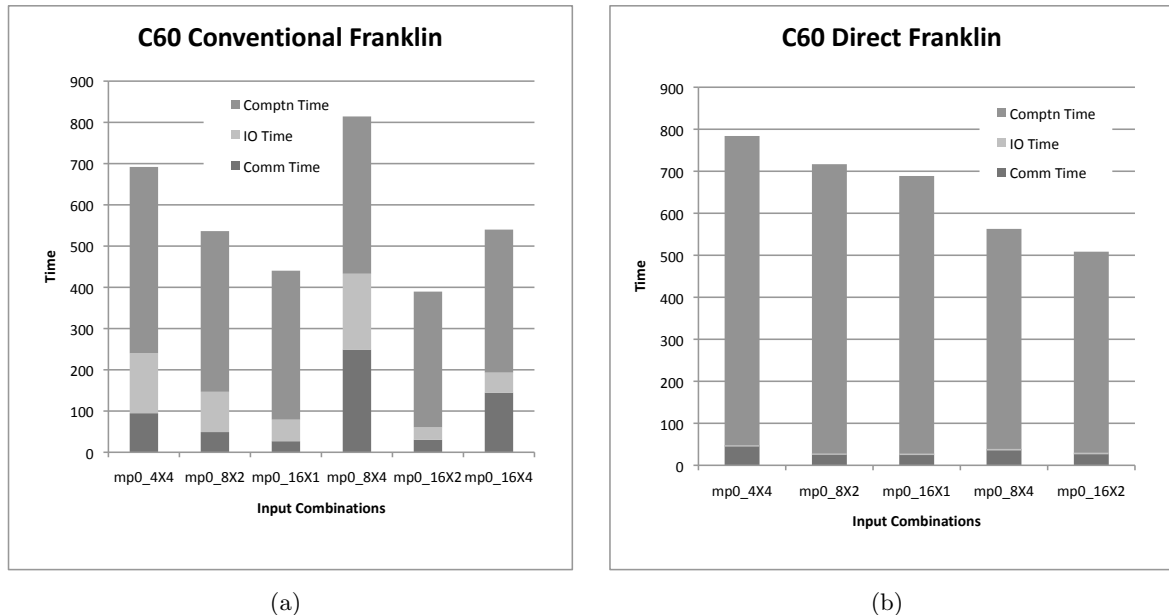 C60 Conventional Franklin
900
800
700
600
500
400
300
200
100
0
Time
Comptn Time
IO Time
Comm Time
mp0_4X4 mp0_8X2 mp0_16X1 mp0_8X4 mp0_16X2 mp0_16X4
Input Combinations
(a)
C60 Direct Franklin
900
800
700
600
500
400
300
200
100
0
Time
Comptn Time
IO Time
Comm Time
mp0_4X4 mp0_8X2 mp0_16X1 mp0_8X4 mp0_16X2
Input Combinations
(b)